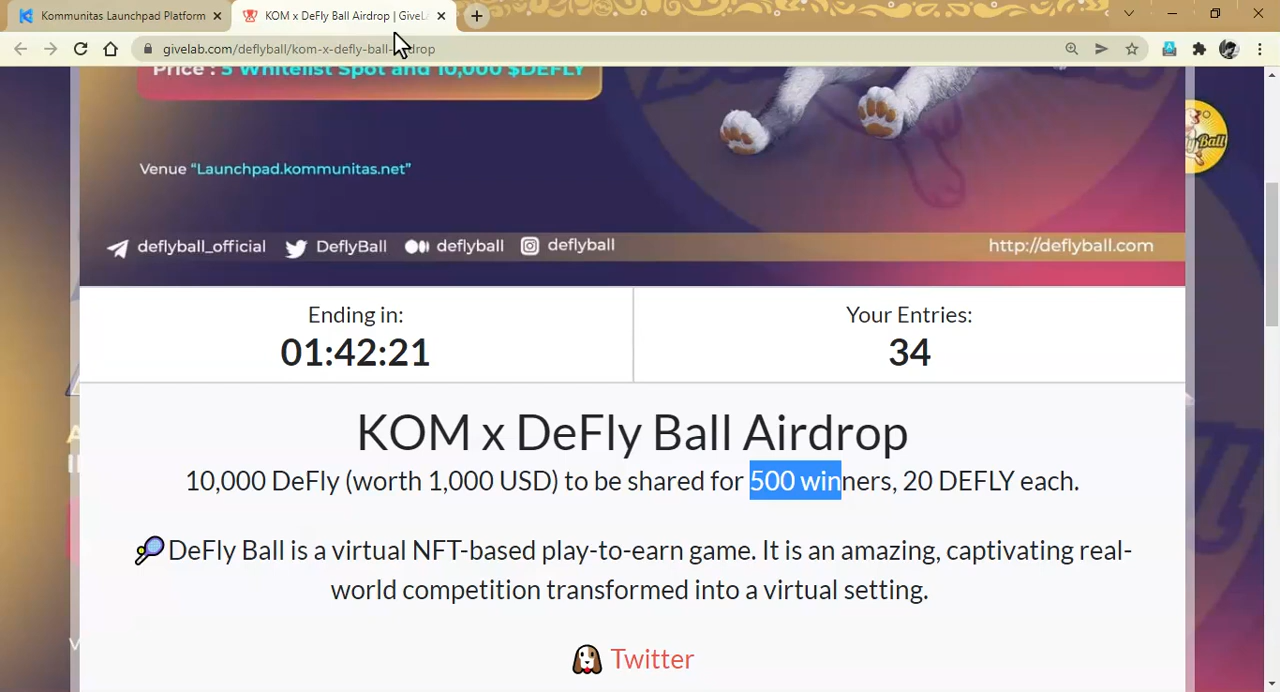 Kommunitas Launchpad Platform
KOM x DeFly Ball Airdrop | GiveLa
givelab.com/deflyball/kom-x-defly-ball- drop
Price : 5 Whitelist Spot and 10,000 $DEFLY
Venue “Launchpad.kommunitas.net”
Ball
deflyball_official DeflyBall deflyball deflyball http://deflyball.com
Ending in:
01:42:21
Your Entries:
34
KOM x DeFly Ball Airdrop
10,000 DeFly (worth 1,000 USD) to be shared for 500 winners, 20 DEFLY each.
DeFly Ball is a virtual NFT-based play-to-earn game. It is an amazing, captivating real-
world competition transformed into a virtual setting.
Twitter